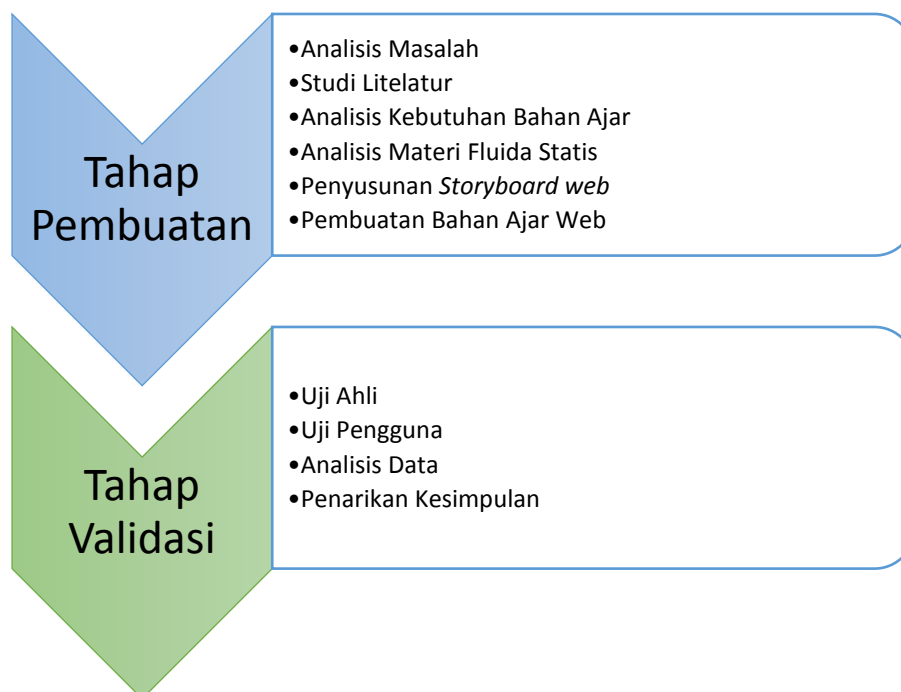 Tahap
Pembuatan
•Analisis Masalah
•Studi Litelatur
•Analisis Kebutuhan Bahan Ajar
•Analisis Materi Fluida Statis
•Penyusunan Storyboard web
•Pembuatan Bahan Ajar Web
Tahap
Validasi
•Uji Ahli
•Uji Pengguna
•Analisis Data
•Penarikan Kesimpulan